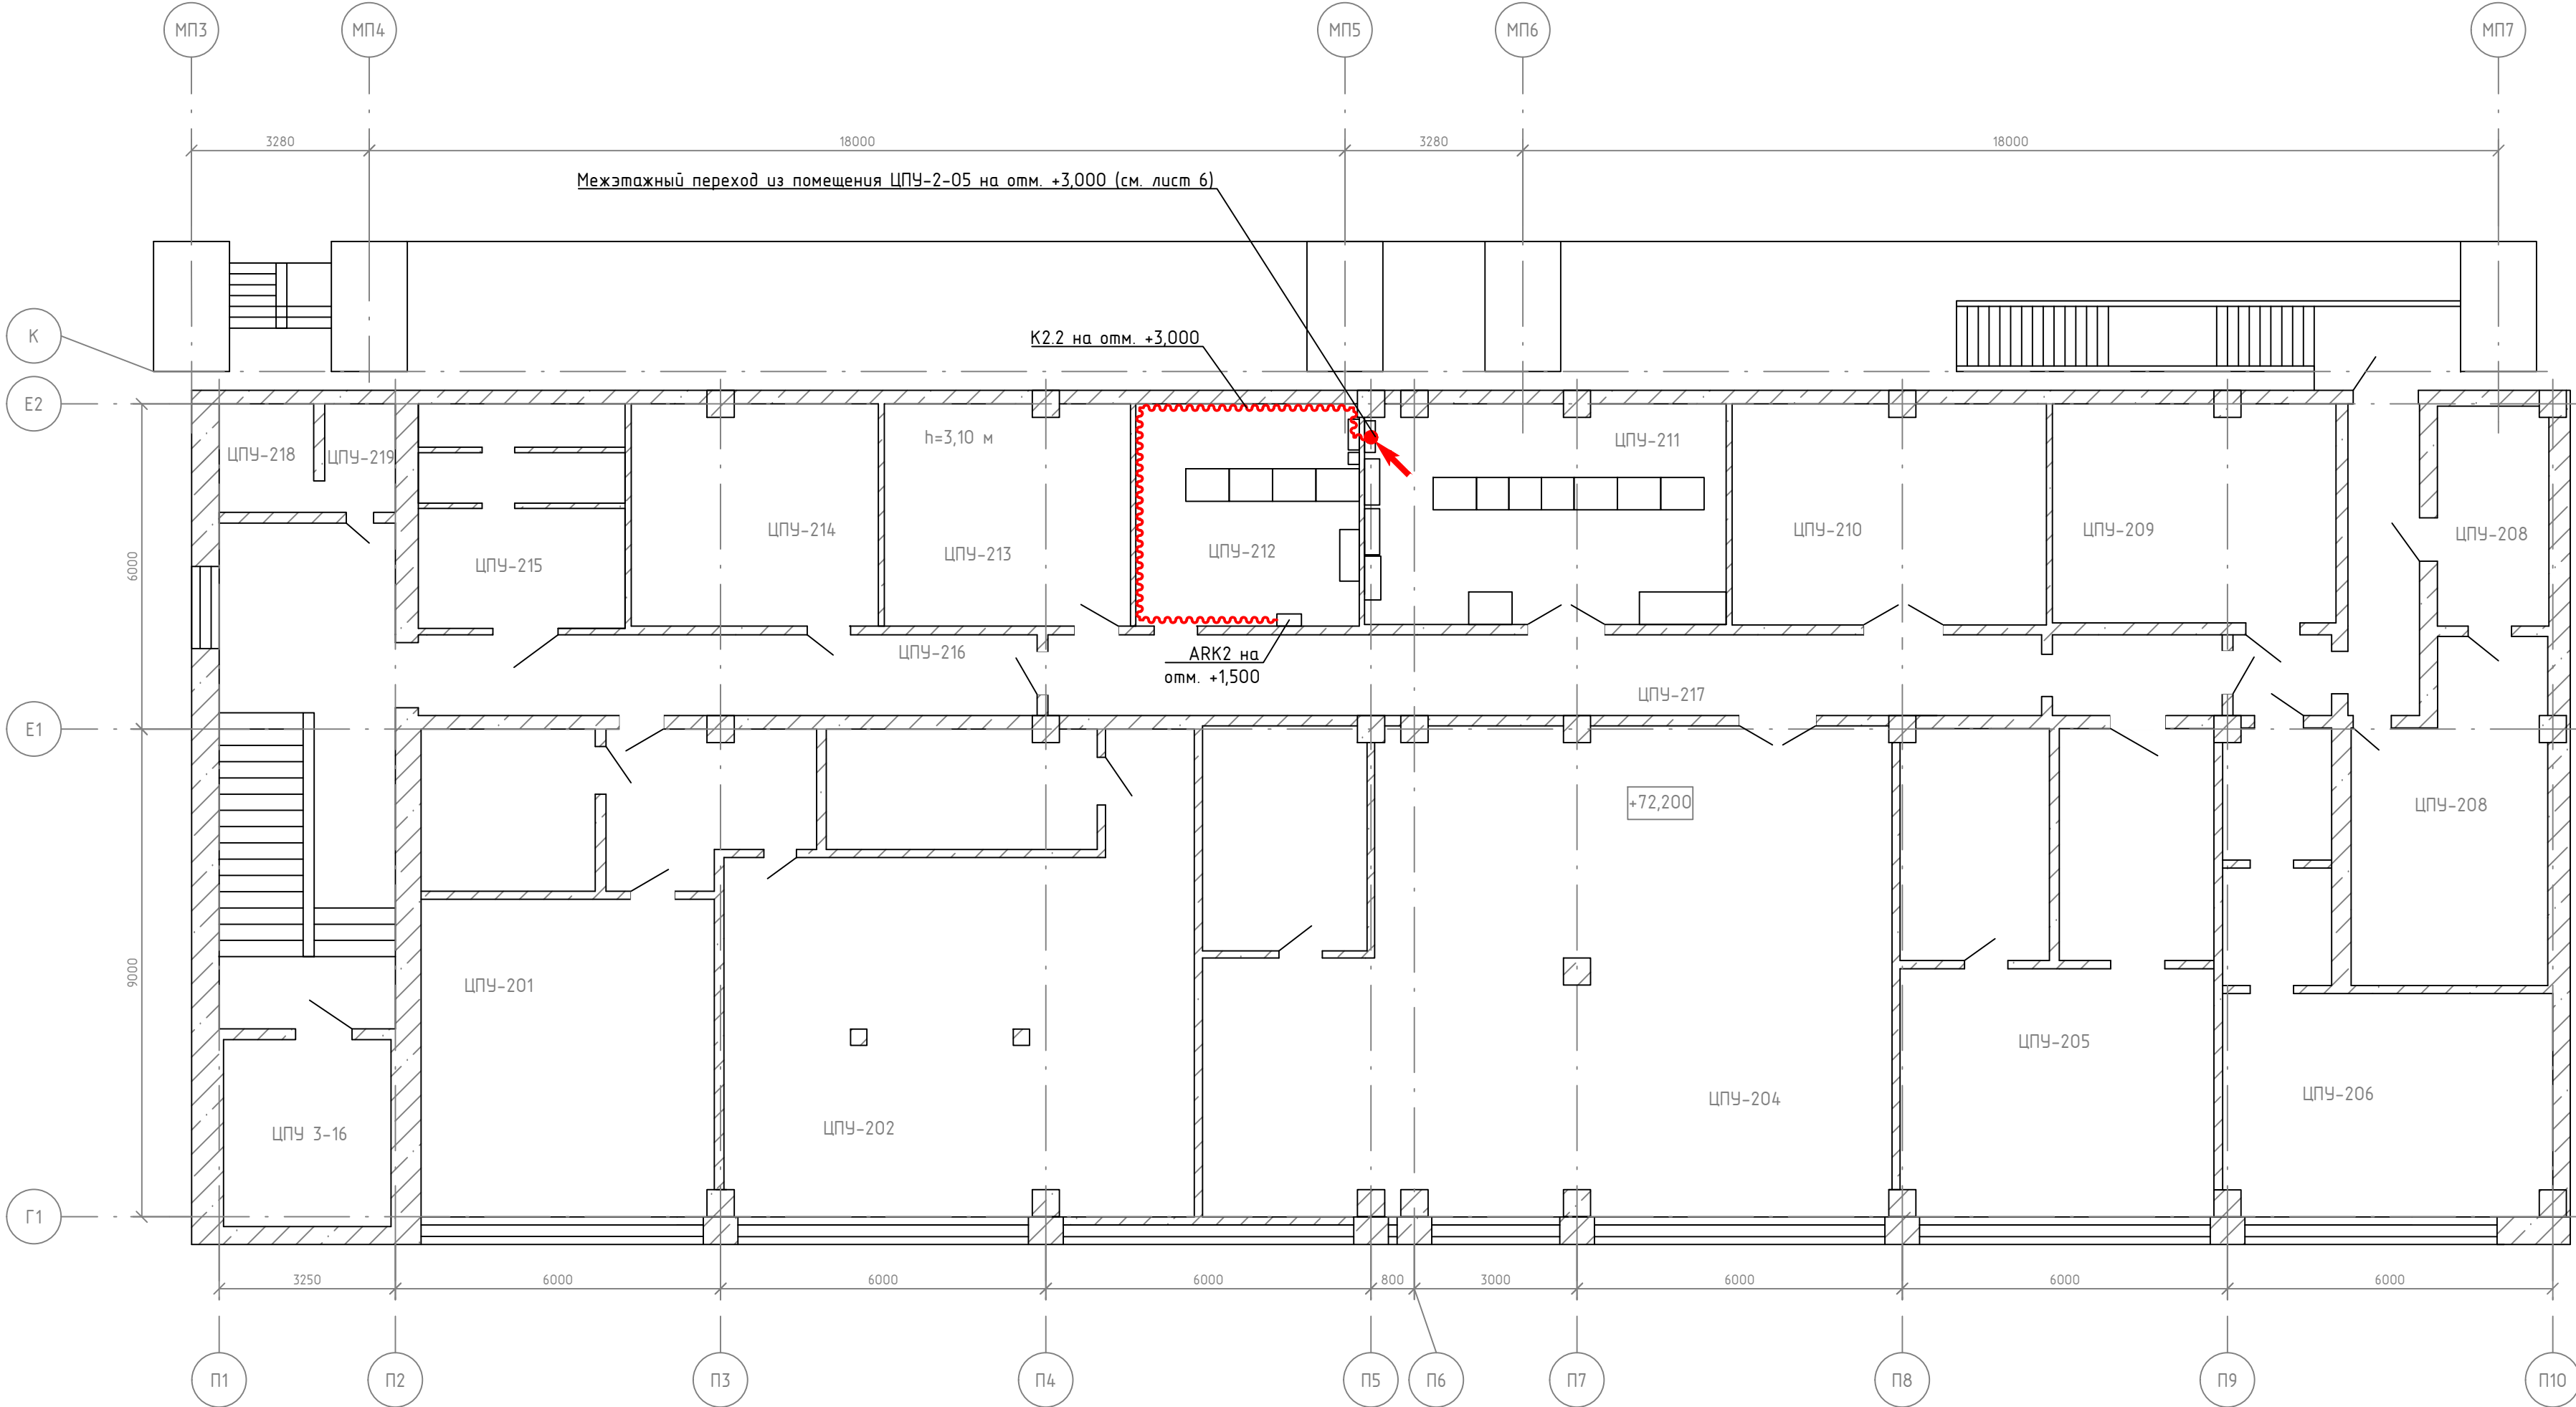 МП3
МП4
МП5
МП6
МП7
3280
18000
3280
18000
Межэтажный переход из помещения ЦПУ-2-05 на отм. +3,000 (см. лист 6)
К
К2.2 на отм. +3,000
Е2
h=3,10 м
ЦПУ-211
ЦПУ-218
ЦПУ-219
ЦПУ-214
ЦПУ-210
ЦПУ-209
ЦПУ-208
ЦПУ-213
ЦПУ-212
ЦПУ-215
6000
ЦПУ-216
ARK2 на
отм. +1,500
ЦПУ-217
Е1
+72,200
ЦПУ-208
9000
ЦПУ-201
ЦПУ-205
ЦПУ-206
ЦПУ-204
ЦПУ-202
ЦПУ 3-16
Г1
3250
6000
6000
6000
800
3000
6000
6000
6000
П1
П2
П3
П4
П5
П6
П7
П8
П9
П10